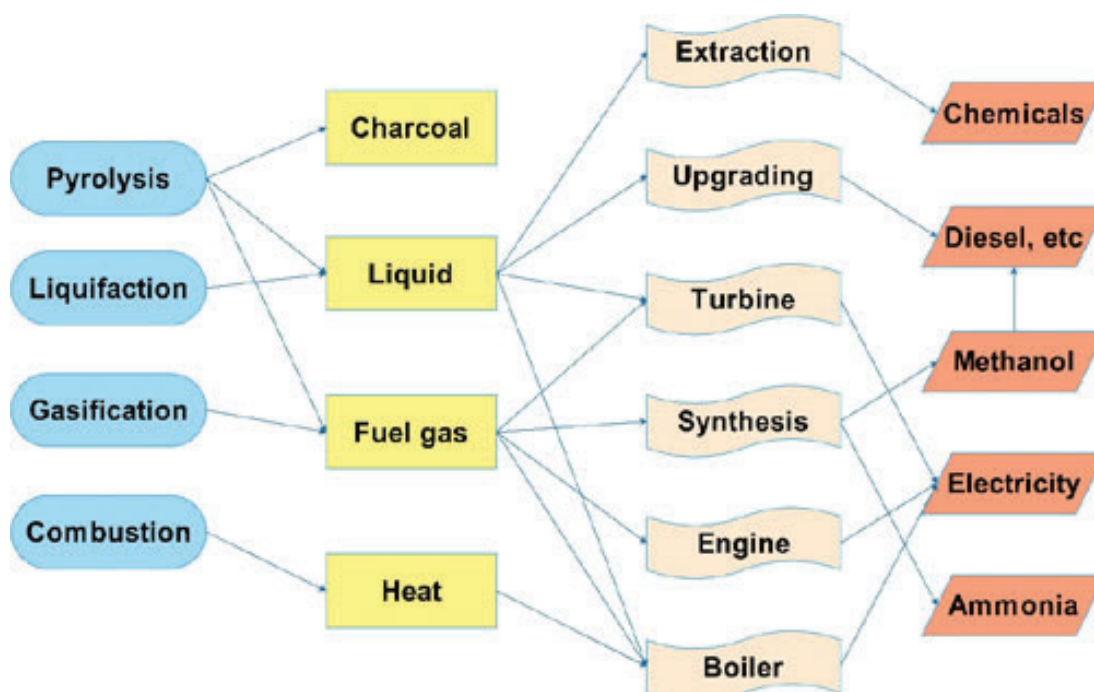 Pyrolysis
Liquifaction
Gasification
Combustion
Charcoal
Liquid
Fuel gas
Heat
Extraction
Upgrading
Turbine
Synthesis
Engine
Boiler
Chemicals
Diesel, etc
Methanol
Electricity
Ammonia